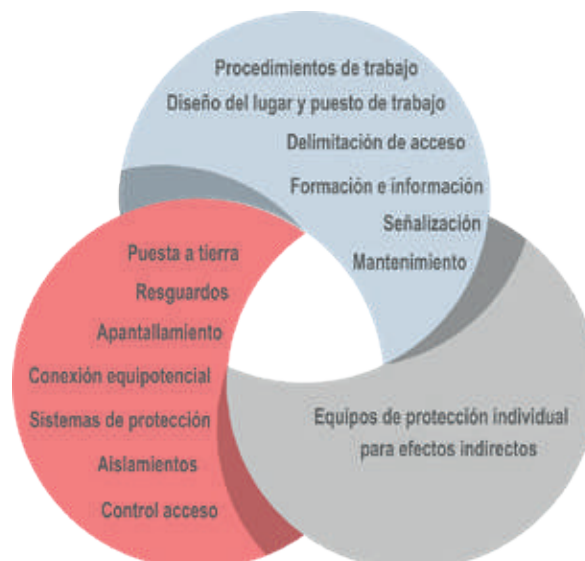 Procedimientos de trabajo
Diseño del lugar y puesto de trabajo
Delimitación de acceso
Formación e información
Señalización
Mantenimiento
Puesta a tierra
Resguardos
Apantallamiento
Conexión equipotencial
Sistemas de protección
Aislamientos
Control acceso
Equipos de protección individual
para efectos indirectos